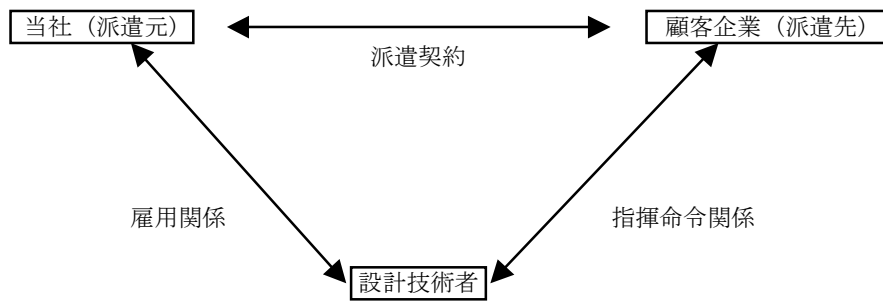 当社（派遣元）
顧客企業（派遣先）
派遣契約
雇用関係
指揮命令関係
設計技術者